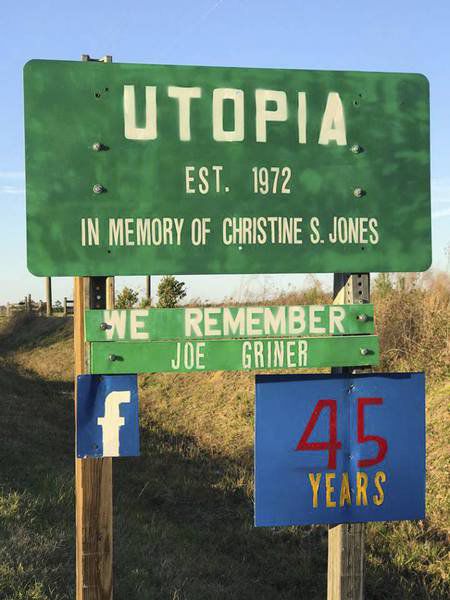 UTOPIA
EST. 1972
IN MEMORY OF CHRISTINE S. JONES
WE REMEMBER
JOE GRINER
f
45
YEARS